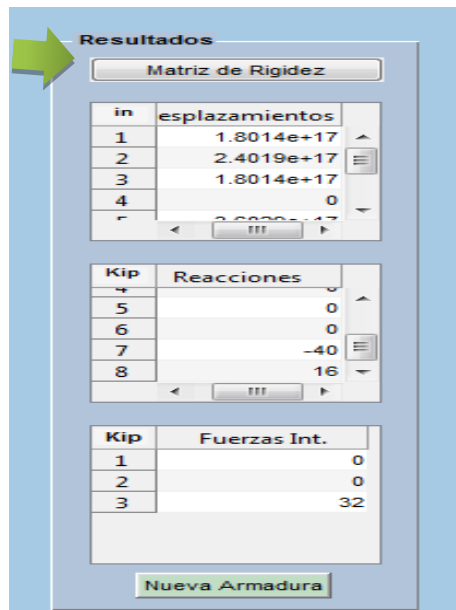 Resultados
Matriz de Rigidez
in esplazamientos
1 1.8014e+17
2 2.4019e+17
3 1.8014e+17
4 0
Kip Reacciones
5 0
6 0
7 -40
8 16
Kip Fuerzas Int.
1 0
2 0
3 32
Nueva Armadura